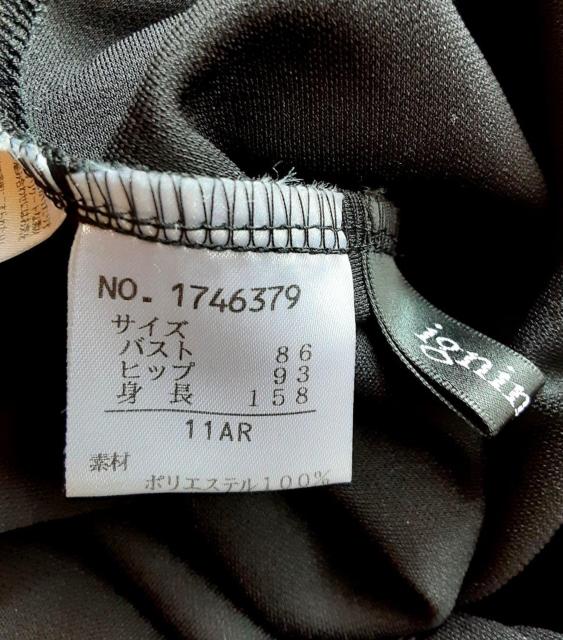 NO. 1746379
サイズ
バスト 86
ヒップ 93
身長 158
11AR
素材
ポリエステル100%
ignin